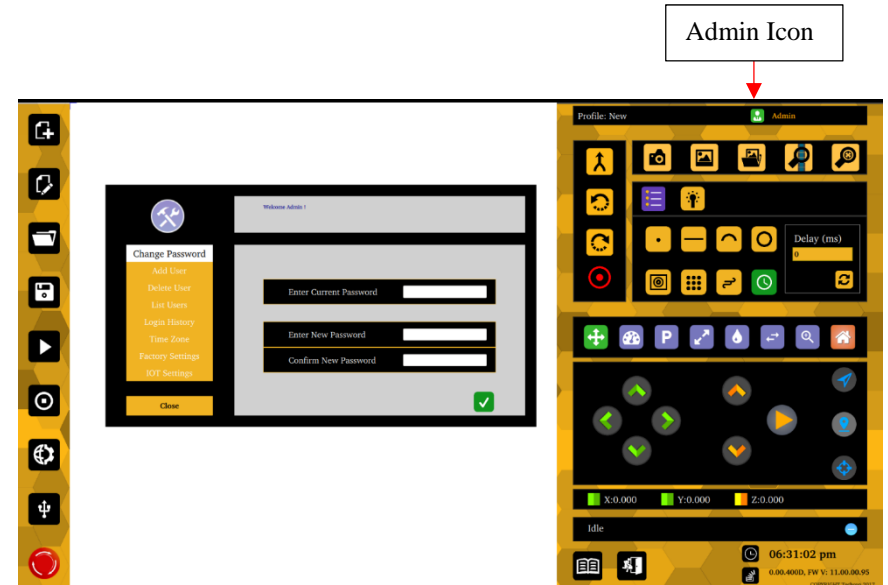 Admin Icon
Profile: New
Admin
Welcome Admin !
Change Password
Add User
Delete User
List Users
Login History
Time Zone
Factory Settings
IOT Settings
Close
Enter Current Password
Enter New Password
Confirm New Password
Delay (ms)
0
P
X:0.000 Y:0.000 Z:0.000
Idle
06:31:02 pm
0.00.400D, FW V: 11.00.00.95